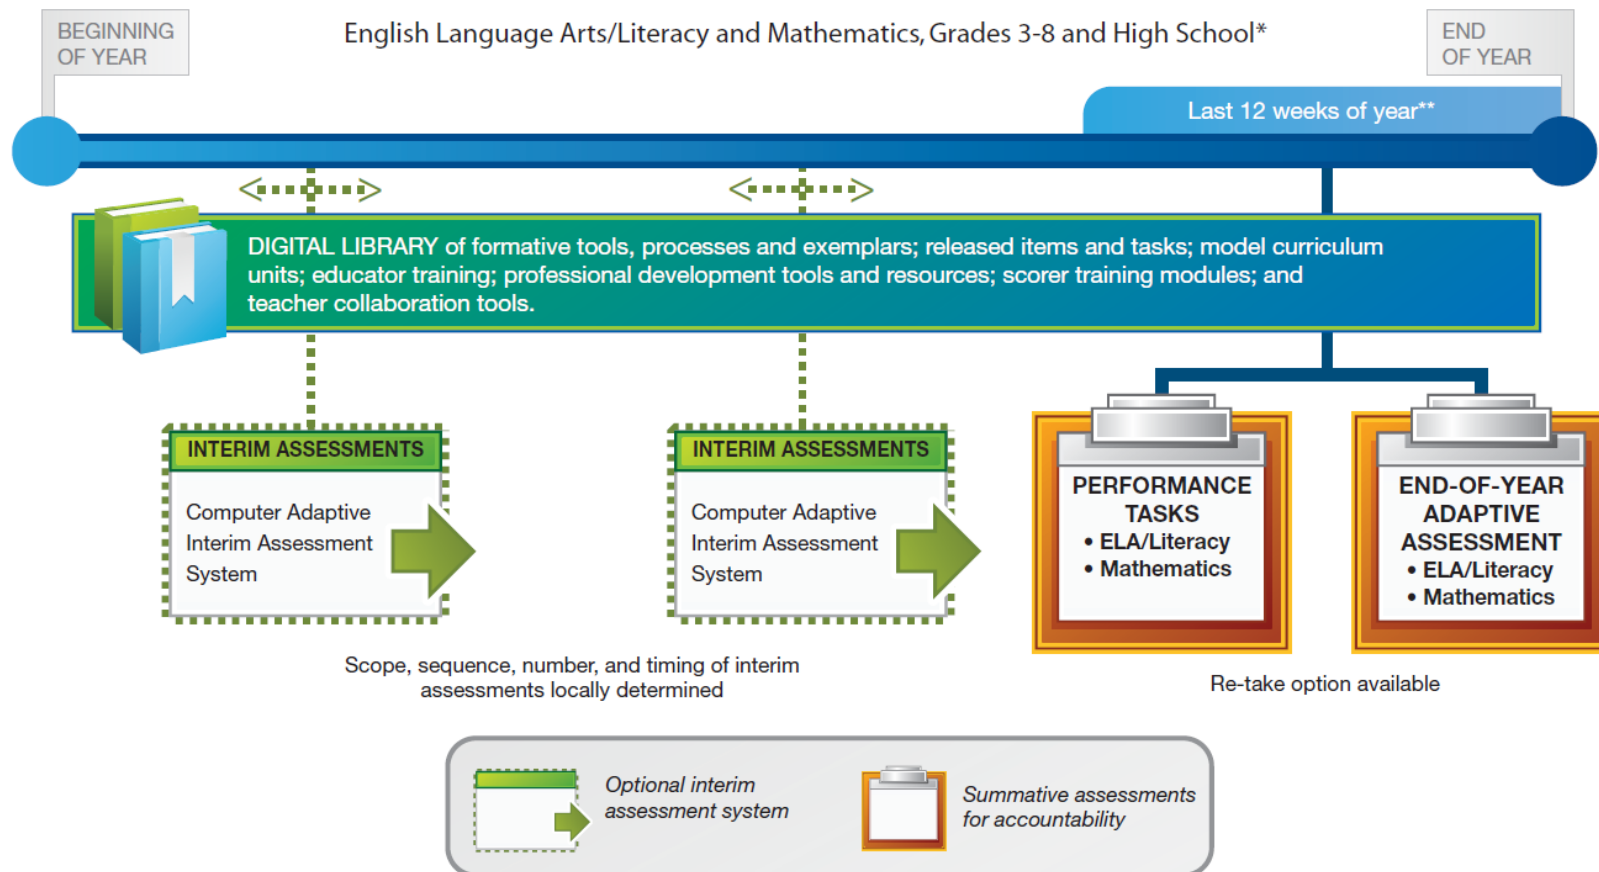 BEGINNING
OF YEAR
English Language Arts/Literacy and Mathematics, Grades 3-8 and High School*
END
OF YEAR
Last 12 weeks of year**
DIGITAL LIBRARY of formative tools, processes and exemplars; released items and tasks; model curriculum
units; educator training; professional development tools and resources; scorer training modules; and
teacher collaboration tools.
INTERIM ASSESSMENTS
Computer Adaptive
Interim Assessment
System
INTERIM ASSESSMENTS
Computer Adaptive
Interim Assessment
System
PERFORMANCE
TASKS
• ELA/Literacy
• Mathematics
END-OF-YEAR
ADAPTIVE
ASSESSMENT
• ELA/Literacy
• Mathematics
Scope, sequence, number, and timing of interim
assessments locally determined
Re-take option available
Optional interim
assessment system
Summative assessments
for accountability